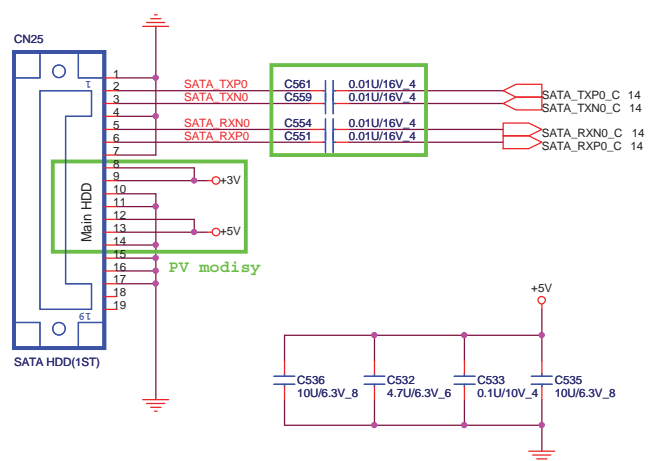 CN25
1
1
2 SATA_TXP0 C561 0.01U/16V_4 SATA_TXP0_C 14
3 SATA_TXN0 C559 0.01U/16V_4 SATA_TXN0_C 14
4
5 SATA_RXN0 C554 0.01U/16V_4 SATA_RXN0_C 14
6 SATA_RXP0 C551 0.01U/16V_4 SATA_RXP0_C 14
7
8
9 +3V
10
11
12
13 +5V
14
Main HDD
15
PV modisy
16
17
18
19
19
SATA HDD(1ST)
+5V
C536
10U/6.3V_8
C532
4.7U/6.3V_6
C533
0.1U/10V_4
C535
10U/6.3V_8